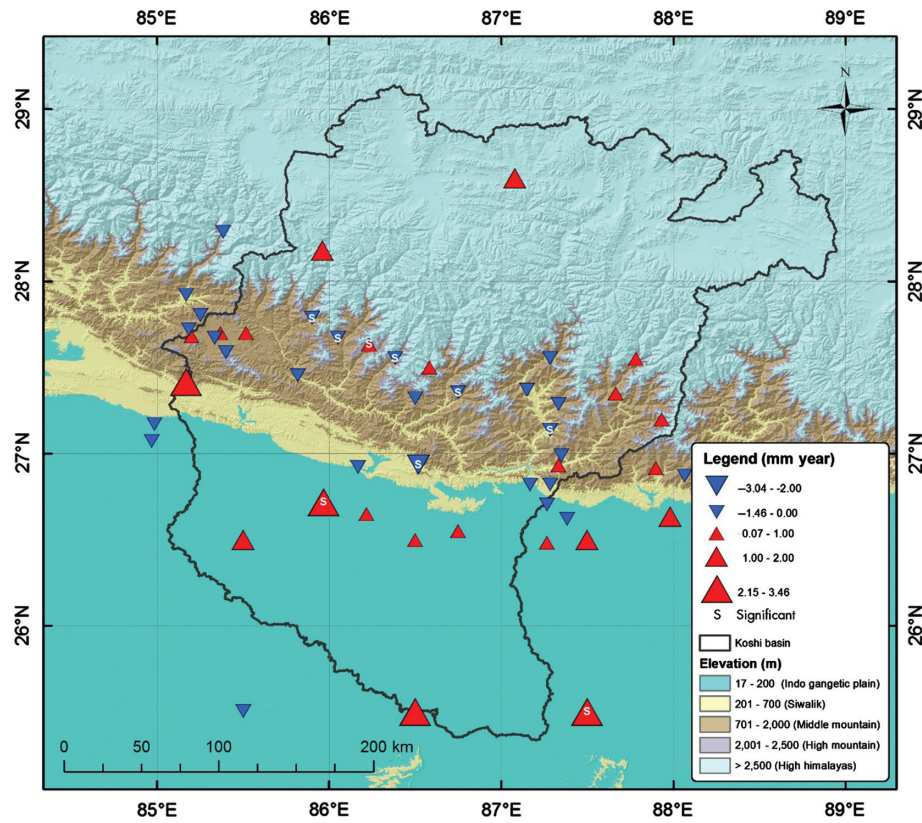 85°E 86°E 87°E 88°E 89°E
N
29°N 29°N
28°N 28°N
27°N 27°N
26°N 26°N
S
S
S
S
S
S
S
S
S
Legend (mm year)
–3.04 - -2.00
–1.46 - 0.00
0.07 - 1.00
1.00 - 2.00
2.15 - 3.46
S Significant
Koshi basin
Elevation (m)
17 - 200 (Indo gangetic plain)
201 - 700 (Siwalik)
701 - 2,000 (Middle mountain)
2,001 - 2,500 (High mountain)
> 2,500 (High himalayas)
0 50 100 200 km
85°E 86°E 87°E 88°E 89°E